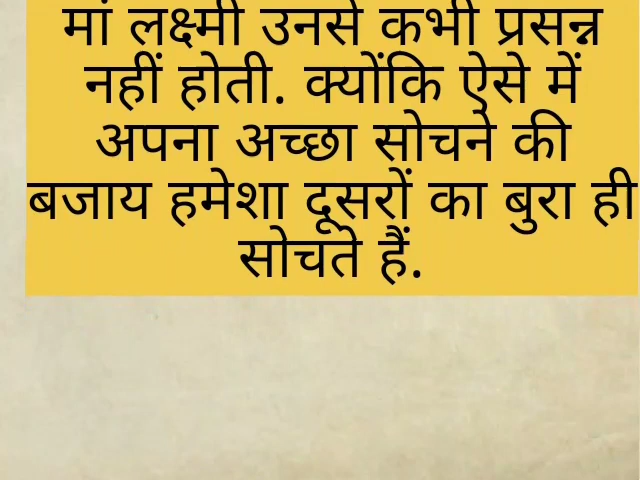 मां लक्ष्मी उनसे कभी प्रसन्न
नहीं होती. क्योंकि ऐसे में
अपना अच्छा सोचने की
बजाय हमेशा दूसरों का बुरा ही
सोचते हैं.